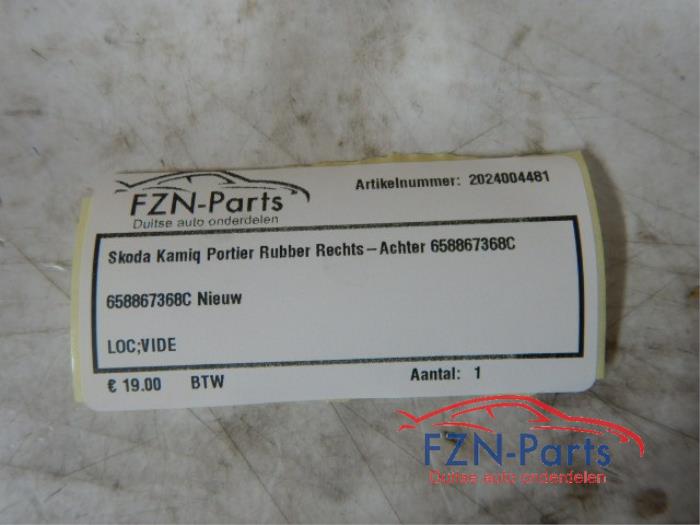 FZN-Parts
Duitse auto onderdelen
Artikelnummer: 2024004481
Skoda Kamiq Portier Rubber Rechts-Achter 658867368C
658867368C Nieuw
LOC;VIDE
€ 19.00 BTW Aantal: 1
FZN-Parts
Duitse auto onderdelen